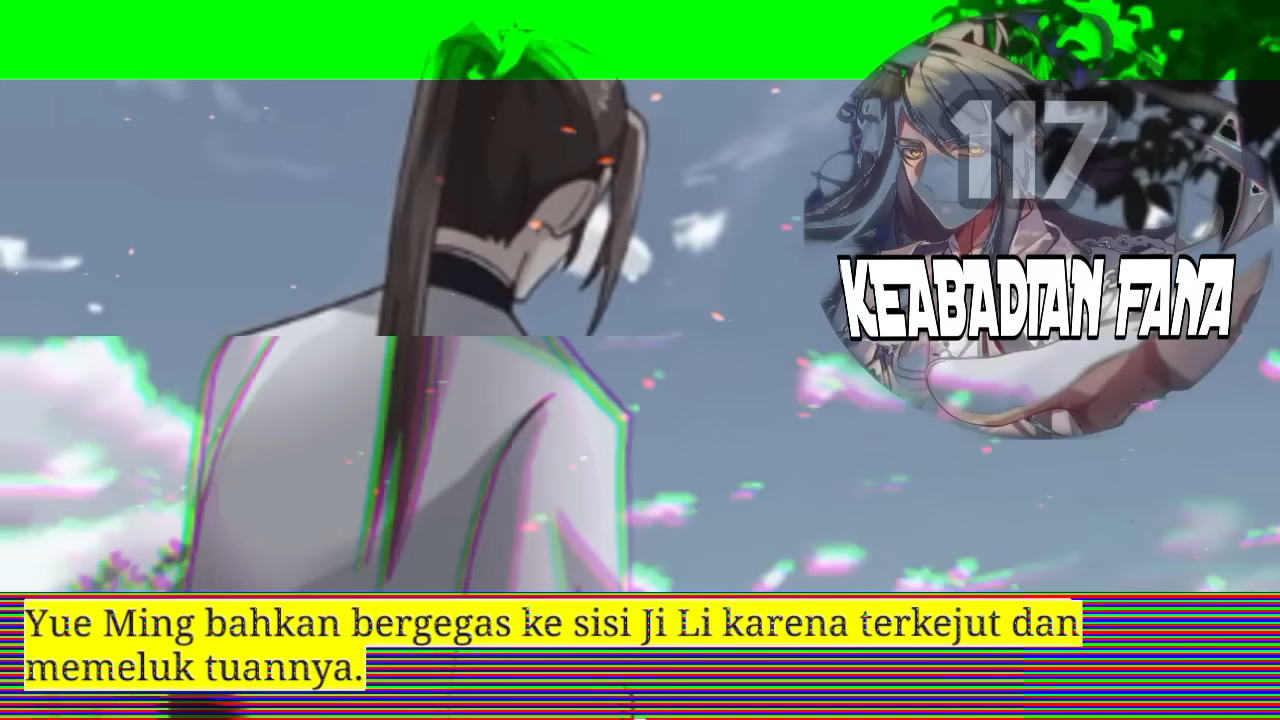 117
KEABADIAN FANA
Yue Ming bahkan bergegas ke sisi Ji Li karena terkejut dan
memeluk tuannya.